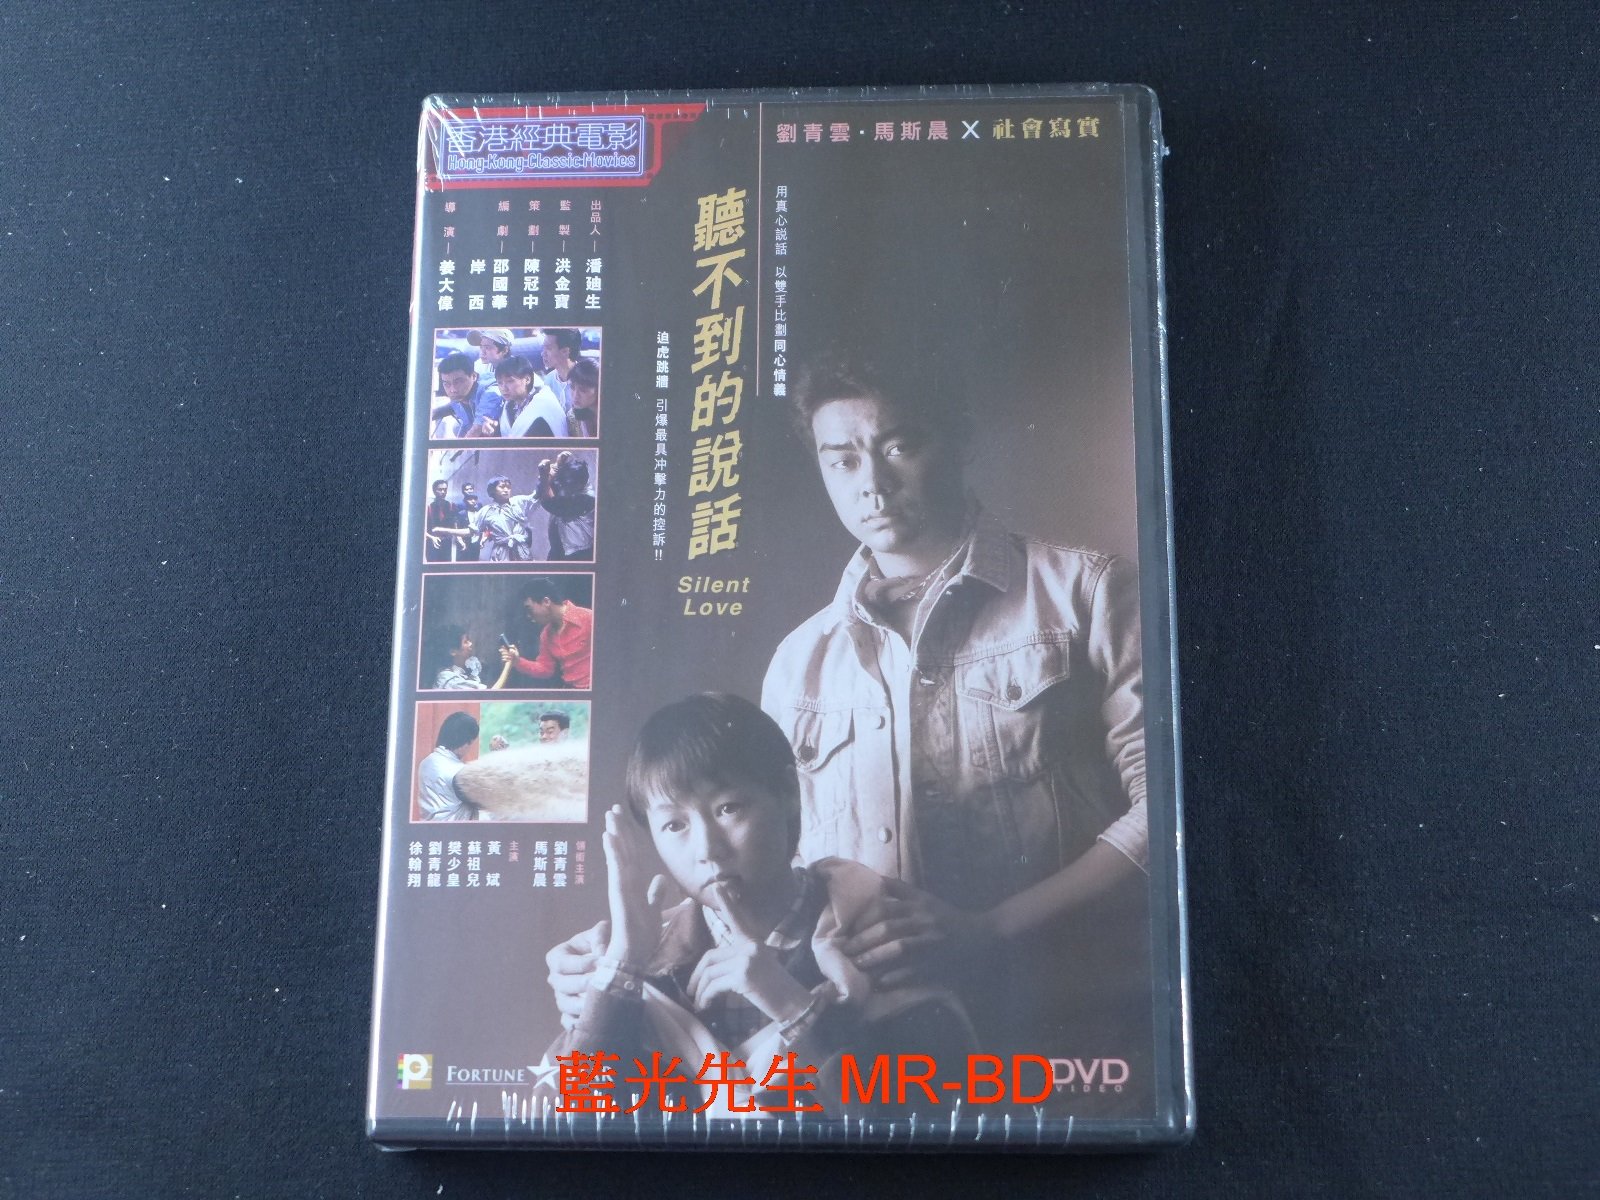 香港經典電影
Hong Kong Classic Movies
劉青雲·馬斯晨 X 社會寫實
用真心說話 以雙手比劃同心情義
聽不到的說話
Silent
Love
追虎跳牆 引爆最具冲擊力的控訴!!
出品人—潘廸生
監製—洪金寶
策劃—陳冠中
編劇—邵國華
岸西
導演—姜大偉
領銜主演
劉青雲
馬斯晨
主演
黃斌
蘇祖兒
樊少皇
劉青龍
徐翰翔
FORTUNE STAR
藍光先生 MR-BD
DVD
VIDEO